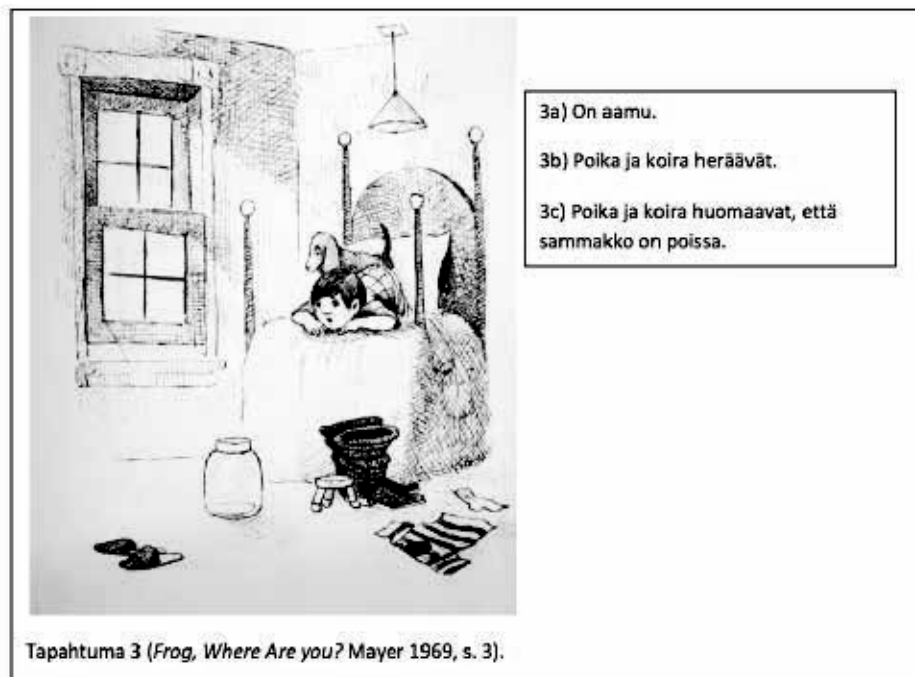 3a) On aamu.
3b) Poika ja koira heräävät.
3c) Poika ja koira huomaavat, että
sammakko on poissa.
Tapahtuma 3 (Frog, Where Are you? Mayer 1969, s. 3).